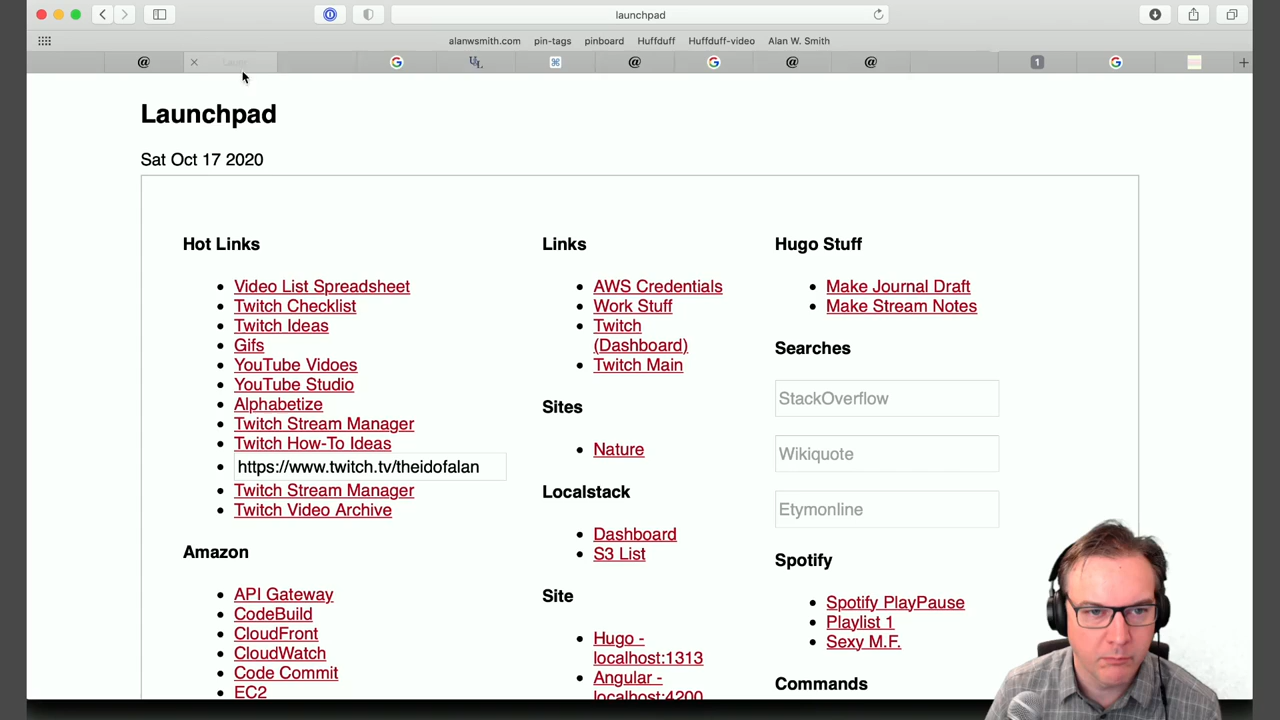 launchpad
alanwsmith.com pin-tags pinboard Huffduff Huffduff-video Alan W. Smith
@ @ @ @ 1
Launchpad
Sat Oct 17 2020
Hot Links
Video List Spreadsheet
Twitch Checklist
Twitch Ideas
Gifs
YouTube Vidoes
YouTube Studio
Alphabetize
Twitch Stream Manager
Twitch How-To Ideas
https://www.twitch.tv/theidofalan
Twitch Stream Manager
Twitch Video Archive
Amazon
API Gateway
CodeBuild
CloudFront
CloudWatch
Code Commit
EC2
Links
AWS Credentials
Work Stuff
Twitch
(Dashboard)
Twitch Main
Sites
Nature
Localstack
Dashboard
S3 List
Site
Hugo -
localhost:1313
Angular -
localhost:4200
Hugo Stuff
Make Journal Draft
Make Stream Notes
Searches
StackOverflow
Wikiquote
Etymonline
Spotify
Spotify PlayPause
Playlist 1
Sexy M.F.
Commands